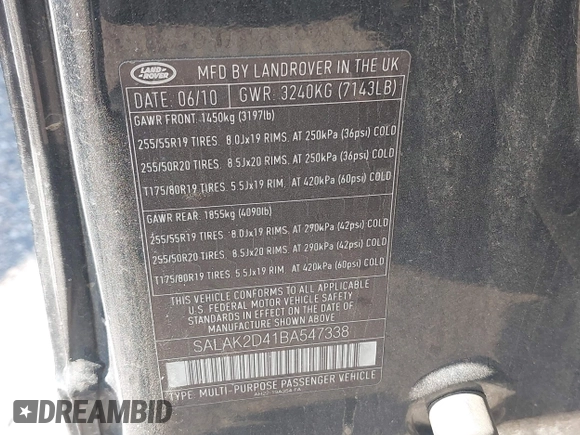 LAND
ROVER
MFD BY LANDROVER IN THE UK
DATE: 06/10 GWR: 3240KG (7143LB)
GAWR FRONT: 1450kg (3197lb)
255/55R19 TIRES. 8.0Jx19 RIMS, AT 250kPa (36psi) COLD
255/50R20 TIRES. 8.5Jx20 RIMS, AT 250kPa (36psi) COLD
T175/80R19 TIRES. 5.5Jx19 RIM, AT 420kPa (60psi) COLD
GAWR REAR: 1855kg (4090lb)
255/55R19 TIRES. 8.0Jx19 RIMS, AT 290kPa (42psi) COLD
255/50R20 TIRES. 8.5Jx20 RIMS, AT 290kPa (42psi) COLD
T175/80R19 TIRES 5.5Jx19 RIM AT 420kPa (60psi) COLD
THIS VEHICLE CONFORMS TO ALL APPLICABLE
U.S. FEDERAL MOTOR VEHICLE SAFETY
STANDARDS IN EFFECT ON THE DATE OF
MANUFACTURE SHOWN ABOVE
SALAK2D41BA547338
TYPE: MULTI-PURPOSE PASSENGER VEHICLE
DREAMBID